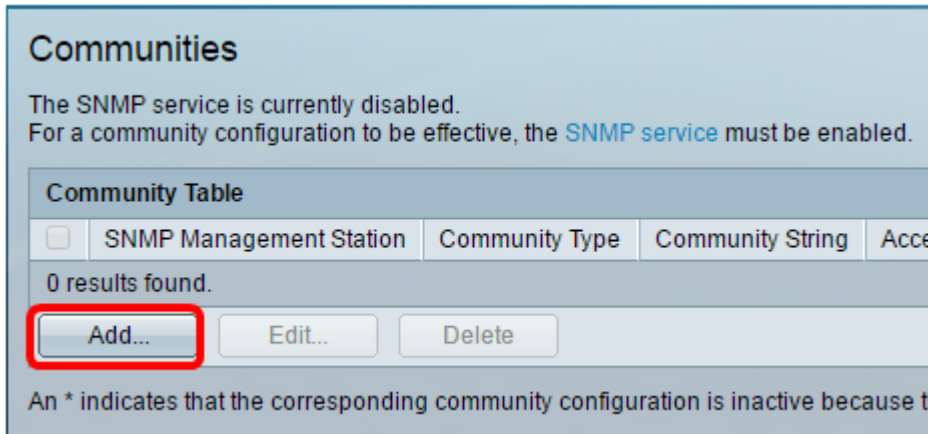 Communities
The SNMP service is currently disabled.
For a community configuration to be effective, the SNMP service must be enabled.
Community Table
SNMP Management Station Community Type Community String
0 results found.
Add... Edit... Delete
An * indicates that the corresponding community configuration is inactive because